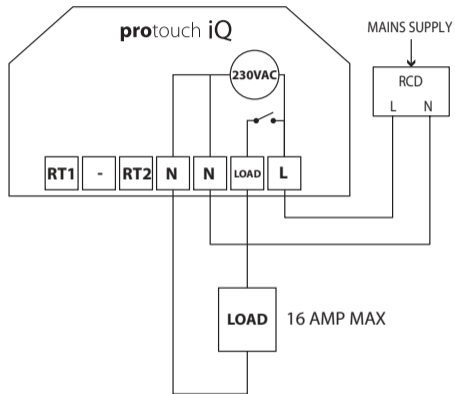 protouch iQ
MAINS SUPPLY
230VAC
RCD
L N
RT1 - RT2 N N LOAD L
LOAD 16 AMP MAX